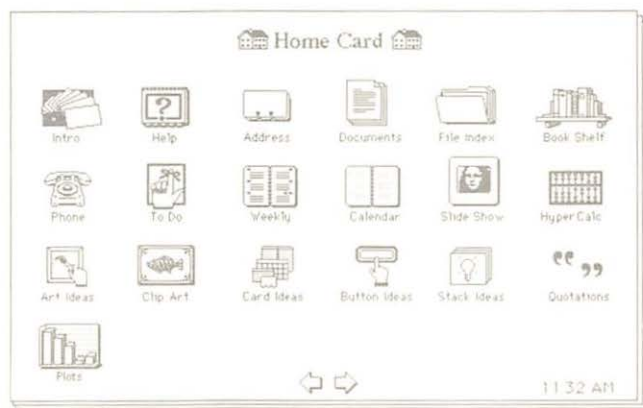 Home Card
Intro Help Address Documents File Index Book Shelf
Phone To Do Weekly Calendar Slide Show HyperCalc
Art Ideas Clip Art Card Ideas Button Ideas Stack Ideas Quotations
Plots
11:32 AM